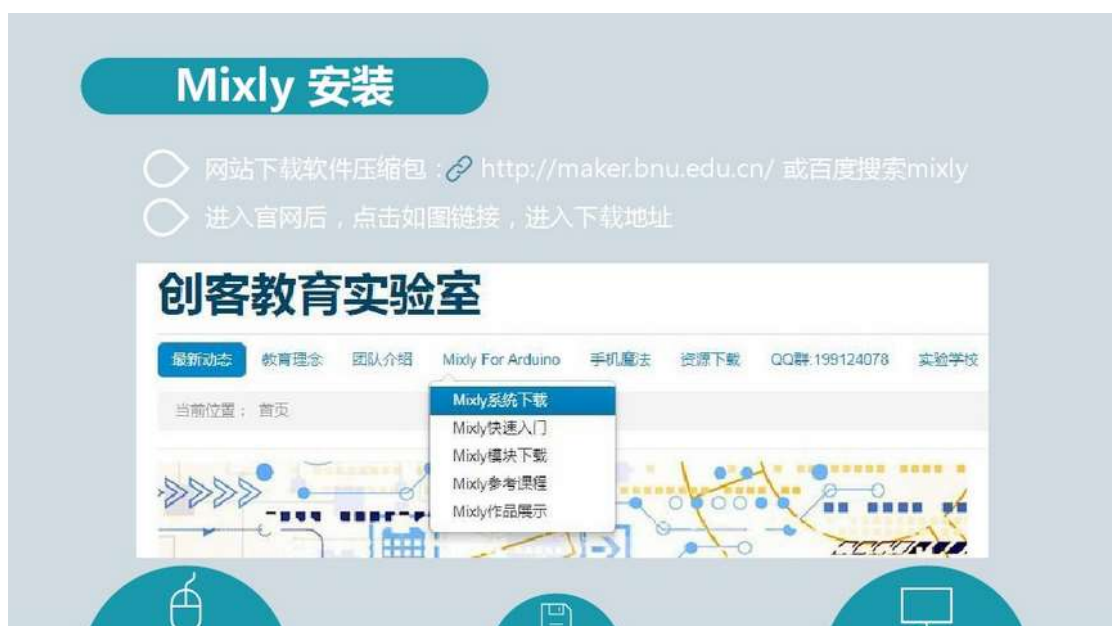 Mixly 安装
网站下载软件压缩包：http://maker.bnu.edu.cn/ 或百度搜索mixly
进入官网后，点击如图链接，进入下载地址
创客教育实验室
最新动态 教育理念 团队介绍 Mixly For Arduino 手机魔法 资源下载 QQ群:199124078 实验学校
当前位置： 首页
Mixly系统下载
Mixly快速入门
Mixly模块下载
Mixly参考课程
Mixly作品展示